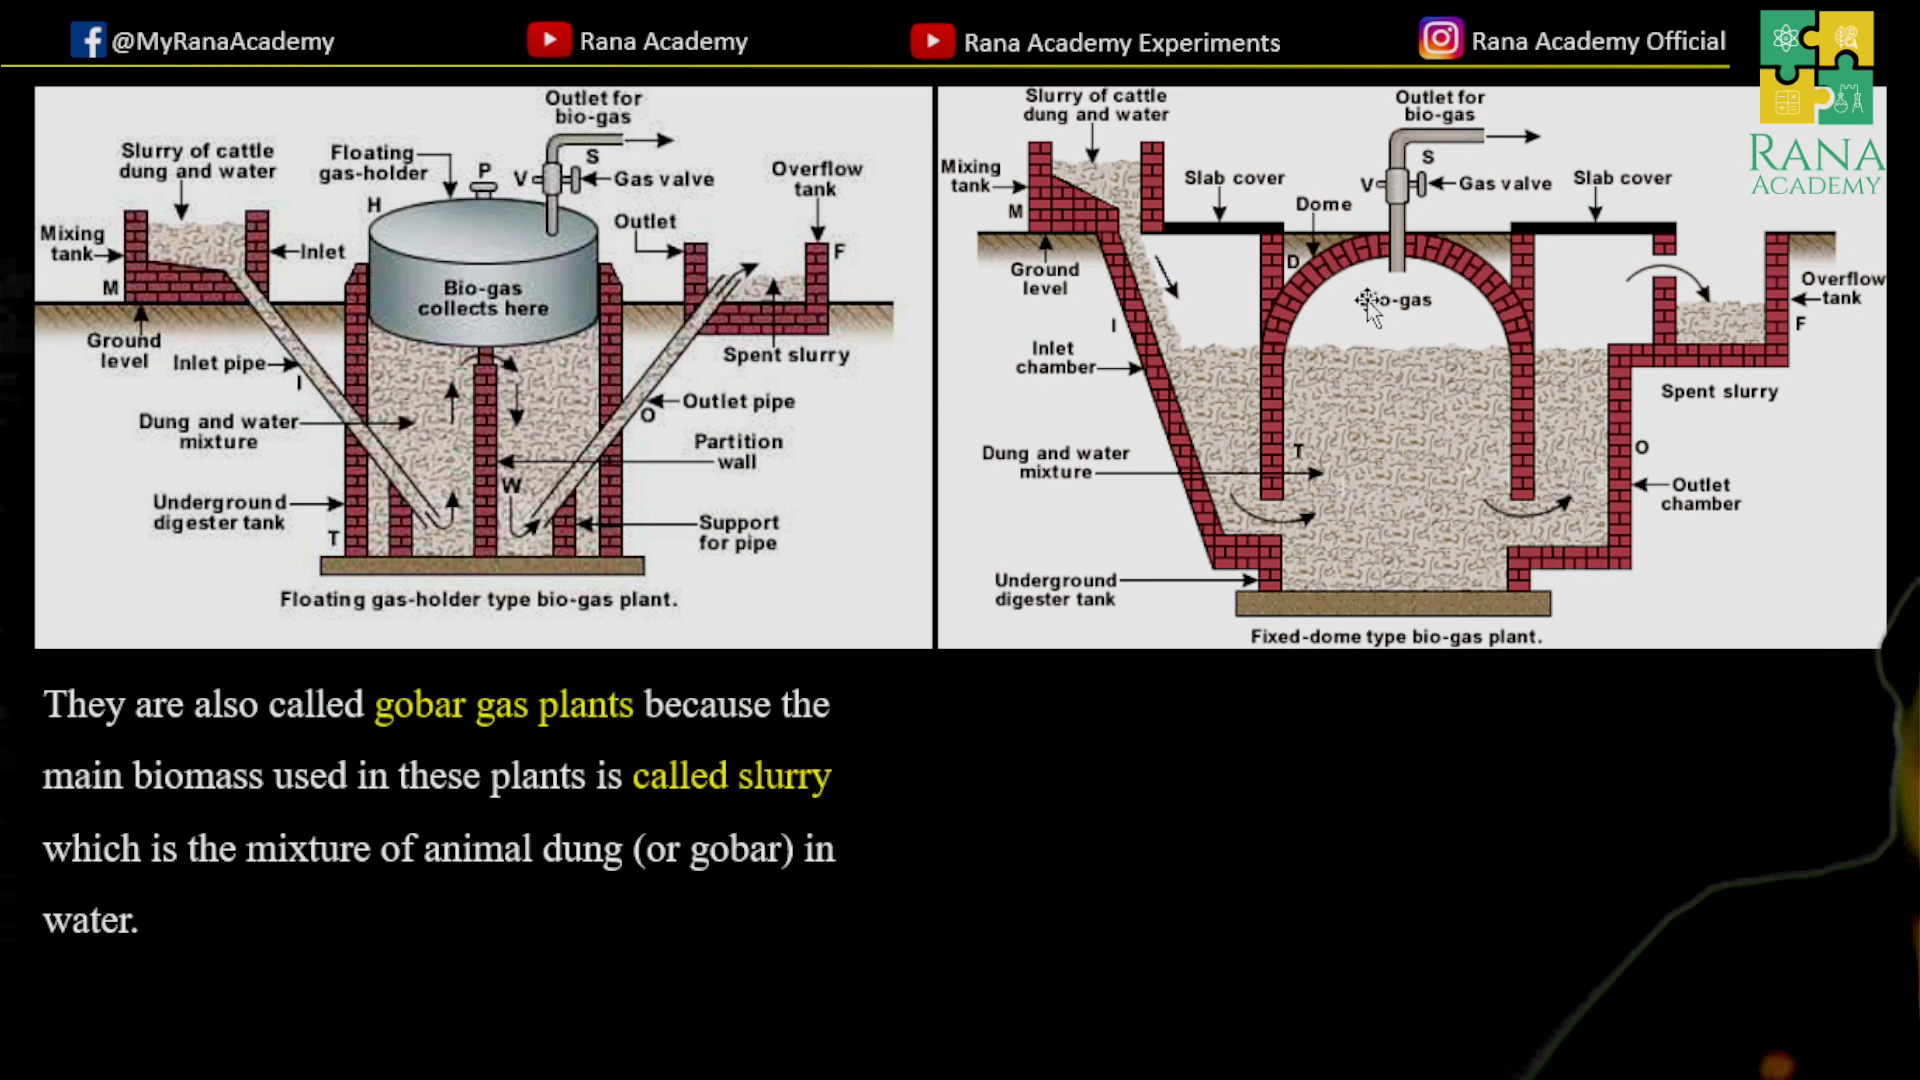 @MyRanaAcademy
Rana Academy
Rana Academy Experiments
Rana Academy Official
RANA
ACADEMY
Outlet for
bio-gas
Slurry of cattle
dung and water
Floating
gas-holder
P
V
S
Gas valve
Overflow
tank
H
Outlet
Mixing
tank
Inlet
F
M
Bio-gas
collects here
Ground
level
Inlet pipe
I
Spent slurry
Outlet pipe
O
Dung and water
mixture
Partition
wall
W
Underground
digester tank
T
Support
for pipe
Floating gas-holder type bio-gas plant.
Slurry of cattle
dung and water
Outlet for
bio-gas
Mixing
tank
M
Slab cover
S
V
Gas valve
Slab cover
Dome
D
Ground
level
Overflow
tank
F
I
Inlet
chamber
Spent slurry
Dung and water
mixture
T
O
Outlet
chamber
Underground
digester tank
Fixed-dome type bio-gas plant.
They are also called gobar gas plants because the
main biomass used in these plants is called slurry
which is the mixture of animal dung (or gobar) in
water.